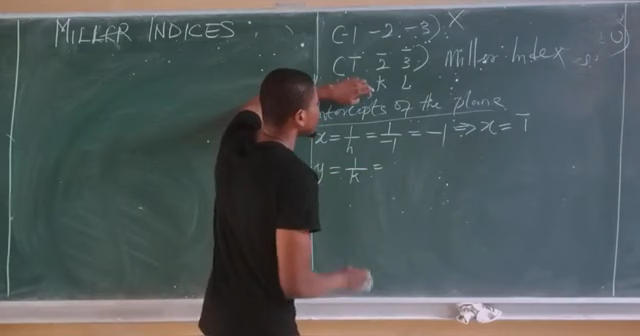 MILLER INDICES :
(-1 -2 -3) X
(1̅ 2̅ 3̅) Miller Index
K L
ntercepts of the plane
x = 1/h = 1/-1 = -1 ⇒ x = 1̅
y = 1/k =